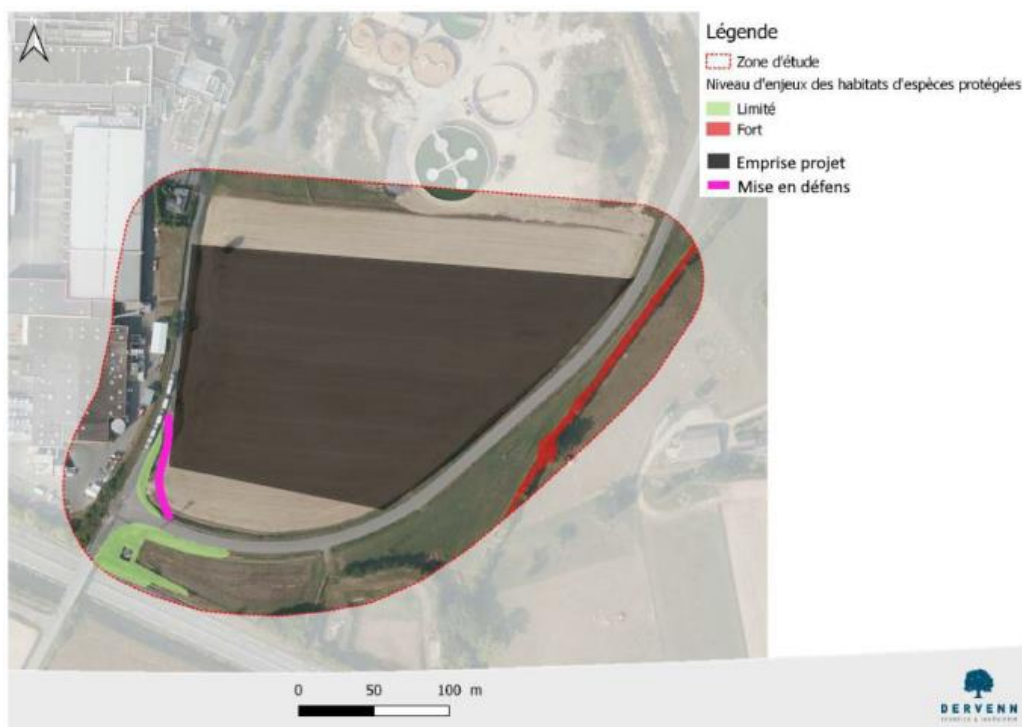 Légende
Zone d'étude
Niveau d'enjeux des habitats d'espèces protégées
Limité
Fort
Emprise projet
Mise en défens
0 50 100 m
DERVENN